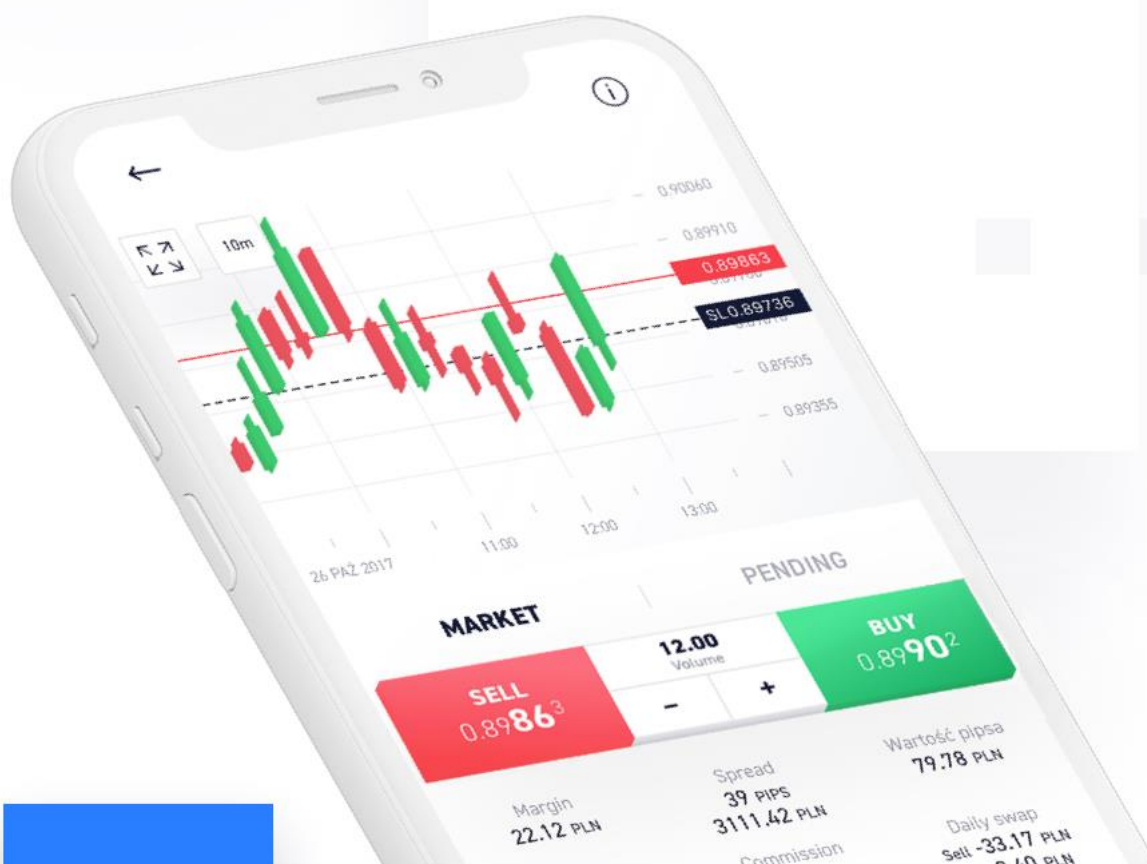 10m
0.90060
0.89910
0.89863
SL0.89736
0.89505
0.89355
11:00
12:00
13:00
26 PAŹ 2017
MARKET
PENDING
SELL
0.89863
12.00
Volume
-
+
BUY
0.89902
Margin
22.12 PLN
Spread
39 PIPS
3111.42 PLN
Wartość pipsa
79.78 PLN
Commission
Daily swap
Sell -33.17 PLN